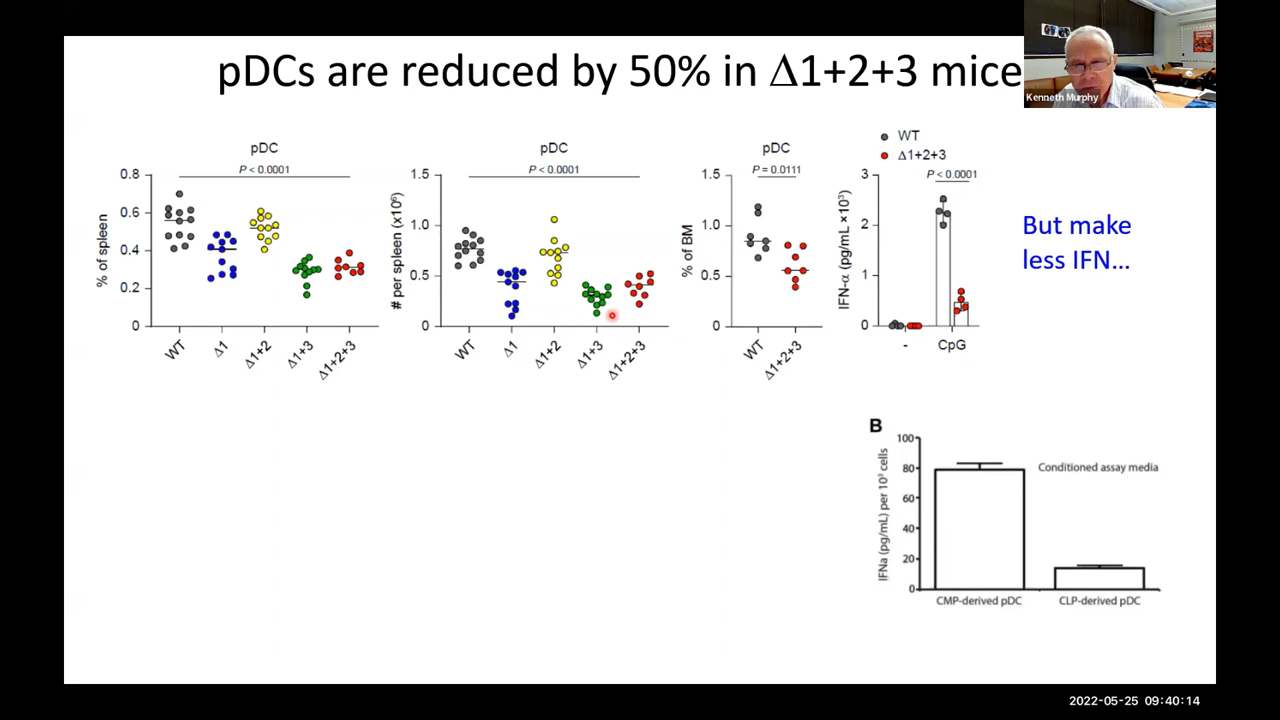 pDCs are reduced by 50% in Δ1+2+3 mice
Kenneth Murphy
pDC
P < 0.0001
0.8
0.6
0.4
0.2
0
% of spleen
WT
Δ1
Δ1+2
Δ1+3
Δ1+2+3
pDC
P < 0.0001
1.5
1.0
0.5
0
# per spleen (x10⁶)
WT
Δ1
Δ1+2
Δ1+3
Δ1+2+3
pDC
P = 0.0111
1.5
1.0
0.5
0
% of BM
WT
Δ1+2+3
WT
Δ1+2+3
P < 0.0001
3
2
1
0
IFN-α (pg/mL ×10³)
-
CpG
But make
less IFN...
B
100
80
60
40
20
0
IFNa (pg/mL) per 10³ cells
Conditioned assay media
CMP-derived pDC
CLP-derived pDC
2022-05-25 09:40:14